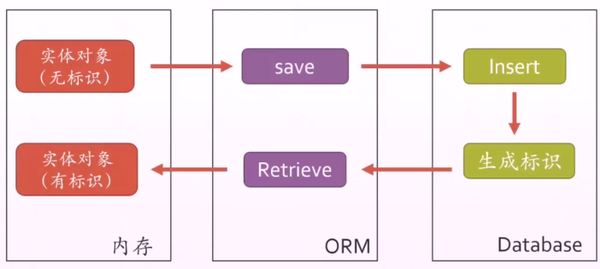 实体对象
（无标识）
save
Insert
实体对象
（有标识）
Retrieve
生成标识
内存
ORM
Database